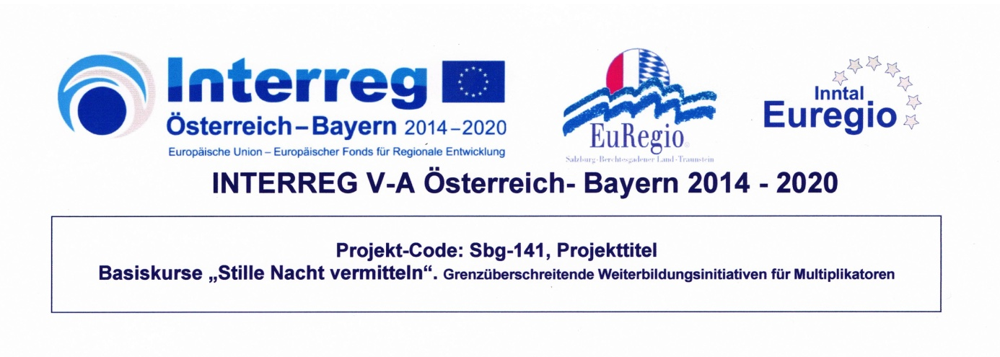 Interreg
Österreich–Bayern 2014–2020
Europäische Union – Europäischer Fonds für Regionale Entwicklung
EuRegio
Salzburg - Berchtesgadener Land - Traunstein
Inntal
Euregio
INTERREG V-A Österreich- Bayern 2014 - 2020
Projekt-Code: Sbg-141, Projekttitel
Basiskurse „Stille Nacht vermitteln“. Grenzüberschreitende Weiterbildungsinitiativen für Multiplikatoren